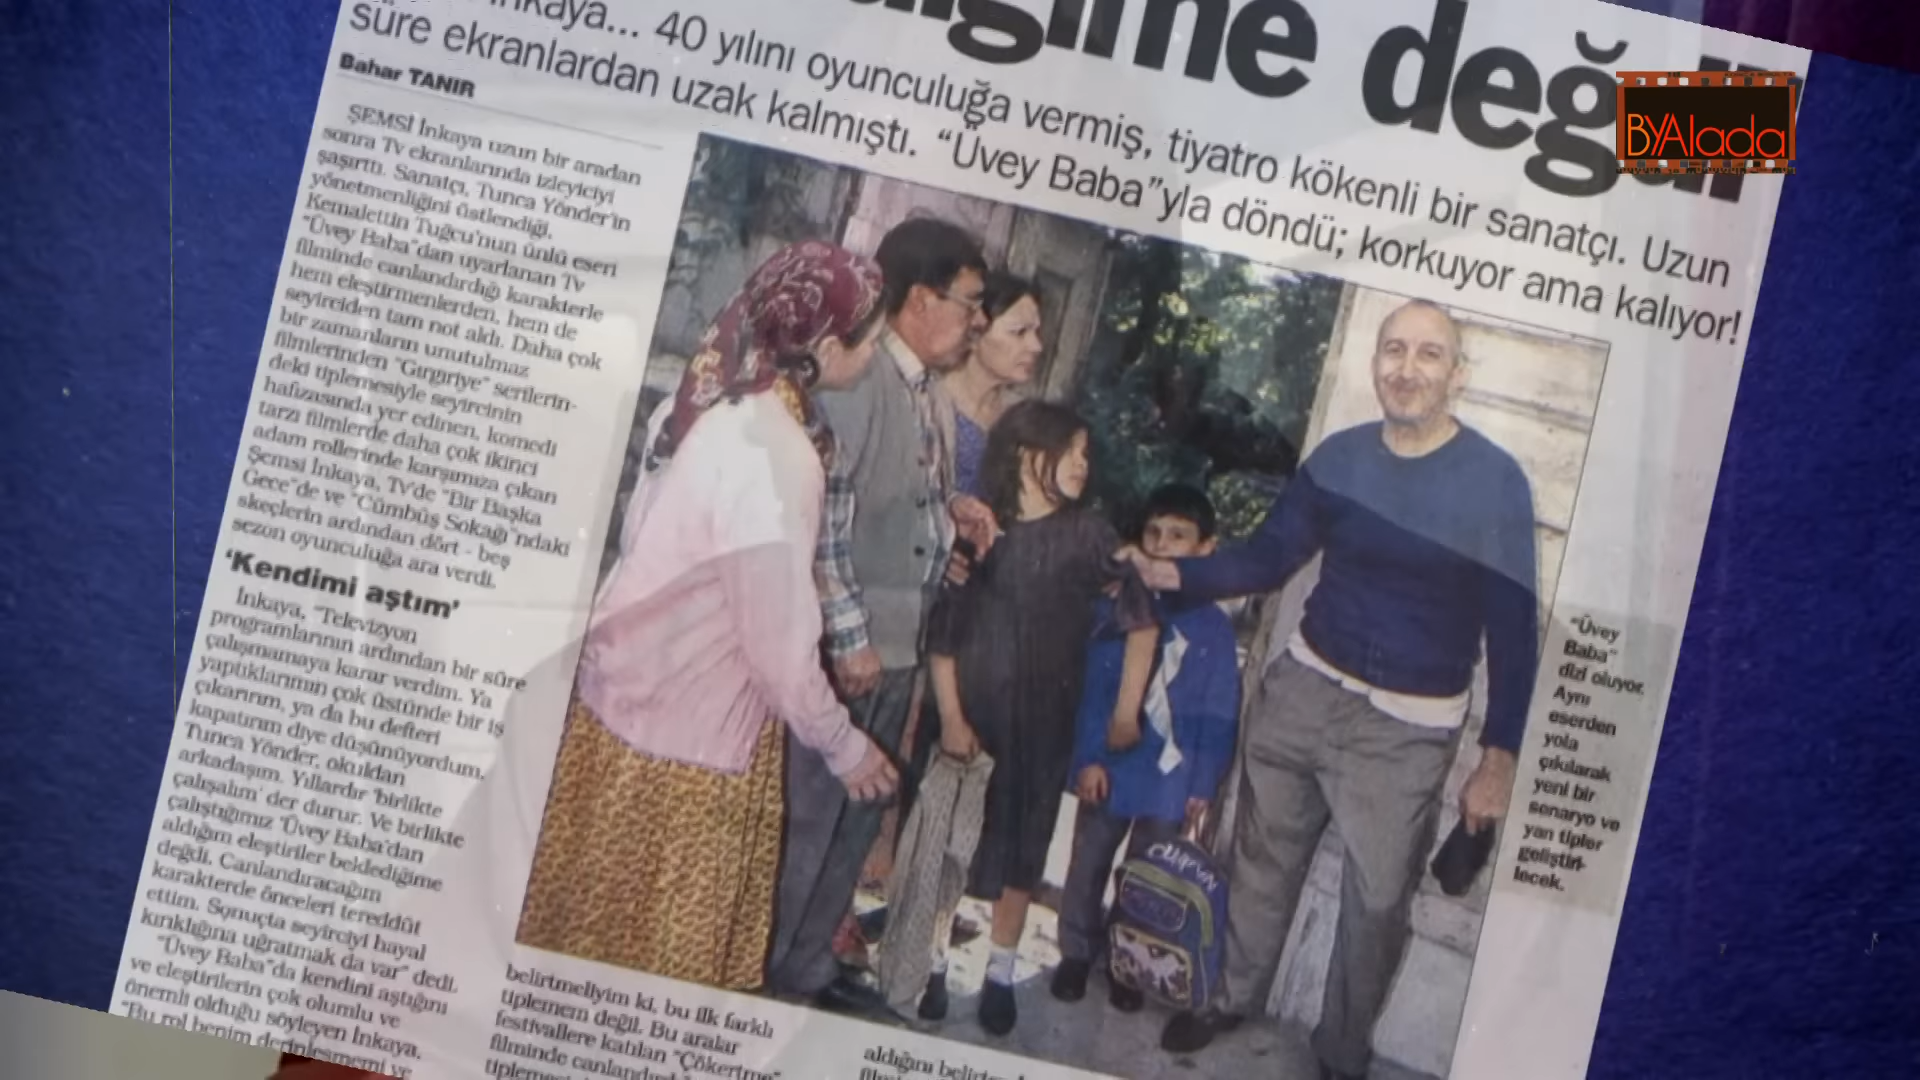 değil
İnkaya... 40 yılını oyunculuğa vermiş, tiyatro kökenli bir sanatçı. Uzun
süre ekranlardan uzak kalmıştı. “Üvey Baba”yla döndü; korkuyor ama kalıyor!
BYAlada
Bahar TANIR
ŞEMSİ İnkaya uzun bir aradan
sonra Tv ekranlarında izleyiciyi
şaşırttı. Sanatçı, Tunca Yönder'in
yönetmenliğini üstlendiği,
Kemalettin Tuğcu'nun ünlü eseri
"Üvey Baba"dan uyarlanan Tv
filminde canlandırdığı karakterle
hem eleştirmenlerden, hem de
seyirciden tam not aldı. Daha çok
bir zamanların unutulmaz
filmlerinden "Gırgıriye" serilerin-
deki tiplemesiyle seyircinin
hafızasında yer edinen, komedi
tarzı filmlerde daha çok ikinci
adam rollerinde karşımıza çıkan
Şemsi İnkaya, Tv'de "Bir Başka
Gece"de ve "Cümbüş Sokağı"ndaki
skeçlerin ardından dört - beş
sezon oyunculuğa ara verdi.
‘Kendimi aştım’
İnkaya, "Televizyon
programlarının ardından bir süre
çalışmamaya karar verdim. Ya
yaptıklarımın çok üstünde bir iş
çıkarırım, ya da bu defteri
kapatırım diye düşünüyordum.
Tunca Yönder, okuldan
arkadaşım. Yıllardır 'birlikte
çalışalım' der durur. Ve birlikte
çalıştığımız 'Üvey Baba'dan
aldığım eleştiriler beklediğime
değdi. Canlandıracağım
karakterde önceleri tereddüt
ettim. Sonuçta seyirciyi hayal
kırıklığına uğratmak da var" dedi.
"Üvey Baba"da kendini aştığını
ve eleştirilerin çok olumlu ve
önemli olduğu söyleyen İnkaya,
"Bu rol benim derinleşmemi ve
belirtmeliyim ki, bu ilk farklı
tiplemem değil. Bu aralar
festivallere katılan "Çökertme"
filminde
aldığını
"Üvey
Baba"
dizi oluyor.
Aynı
eserden
yola
çıkılarak
yeni bir
senaryo ve
yan tipler
geliştiri-
lecek.